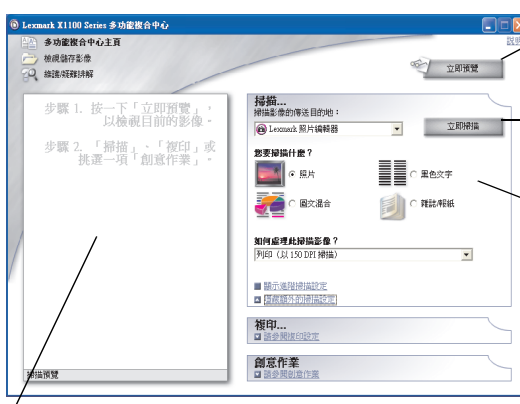 Lexmark X1100 Series 多功能複合中心
多功能複合中心主頁
檢視儲存影像
維護/疑難排解
說明
立即預覽
步驟 1. 按一下「立即預覽」，
以檢視目前的影像。
步驟 2. 「掃描」、「複印」或
挑選一項「創意作業」。
掃描預覽
掃描...
掃描影像的傳送目的地：
Lexmark 照片編輯器
立即掃描
您要掃描什麼？
照片
黑色文字
圖文混合
雜誌/報紙
如何處理此掃描影像？
列印（以 150 DPI 掃描）
顯示進階掃描設定
隱藏額外的掃描設定
複印...
請參閱複印設定
創意作業
請參閱創意作業